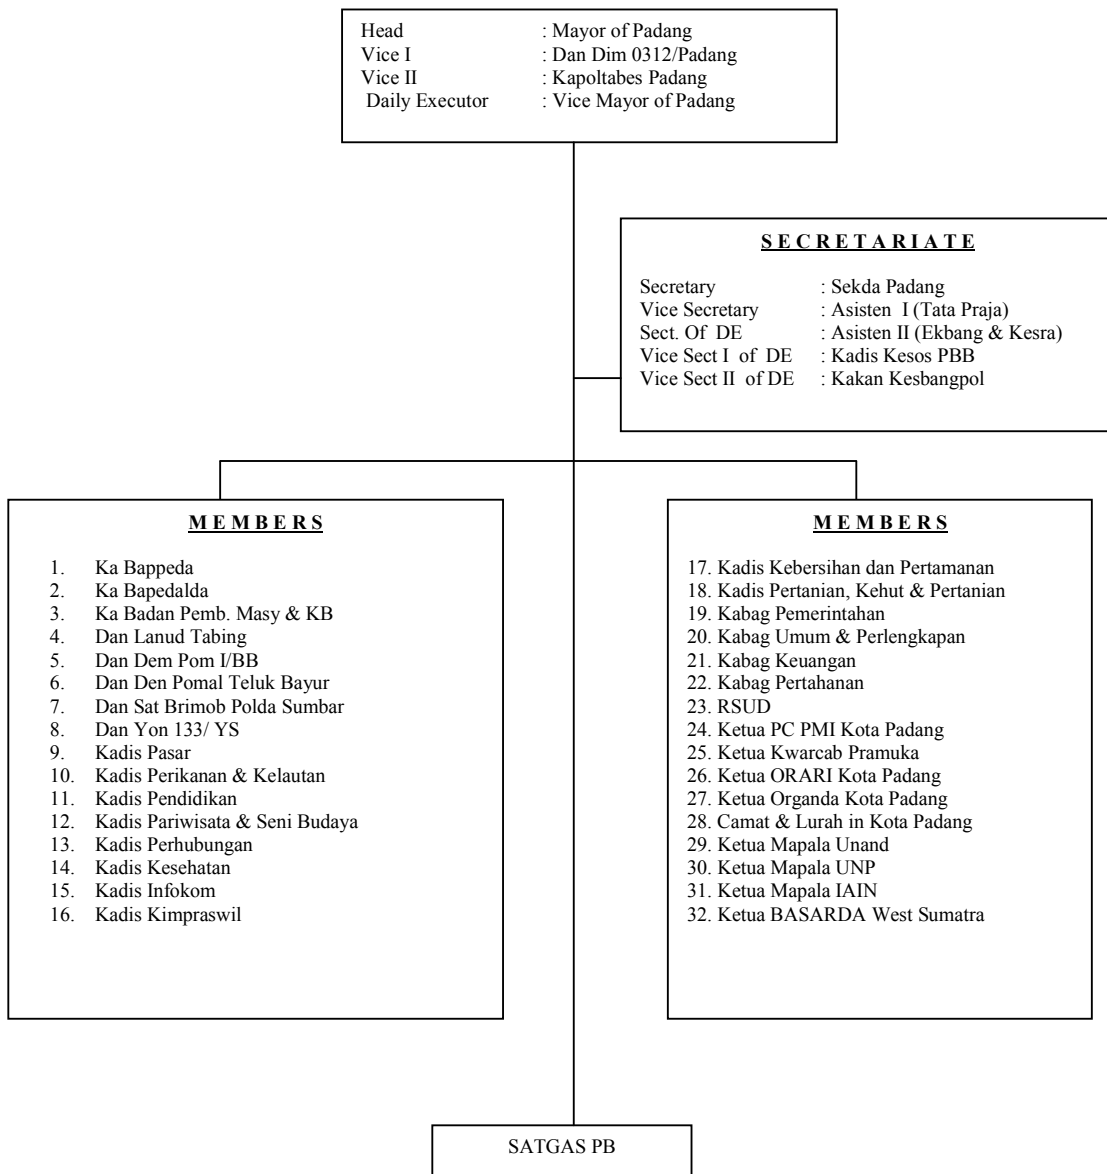 Head : Mayor of Padang
Vice I : Dan Dim 0312/Padang
Vice II : Kapoltabes Padang
Daily Executor : Vice Mayor of Padang
SECRETARIATE
Secretary : Sekda Padang
Vice Secretary : Asisten I (Tata Praja)
Sect. Of DE : Asisten II (Ekbang & Kesra)
Vice Sect I of DE : Kadis Kesos PBB
Vice Sect II of DE : Kakan Kesbangpol
MEMBERS
1. Ka Bappeda
2. Ka Bapedalda
3. Ka Badan Pemb. Masy & KB
4. Dan Lanud Tabing
5. Dan Dem Pom I/BB
6. Dan Den Pomal Teluk Bayur
7. Dan Sat Brimob Polda Sumbar
8. Dan Yon 133/ YS
9. Kadis Pasar
10. Kadis Perikanan & Kelautan
11. Kadis Pendidikan
12. Kadis Pariwisata & Seni Budaya
13. Kadis Perhubungan
14. Kadis Kesehatan
15. Kadis Infokom
16. Kadis Kimpraswil
MEMBERS
17. Kadis Kebersihan dan Pertamanan
18. Kadis Pertanian, Kehut & Pertanian
19. Kabag Pemerintahan
20. Kabag Umum & Perlengkapan
21. Kabag Keuangan
22. Kabag Pertahanan
23. RSUD
24. Ketua PC PMI Kota Padang
25. Ketua Kwarcab Pramuka
26. Ketua ORARI Kota Padang
27. Ketua Organda Kota Padang
28. Camat & Lurah in Kota Padang
29. Ketua Mapala Unand
30. Ketua Mapala UNP
31. Ketua Mapala IAIN
32. Ketua BASARDA West Sumatra
SATGAS PB